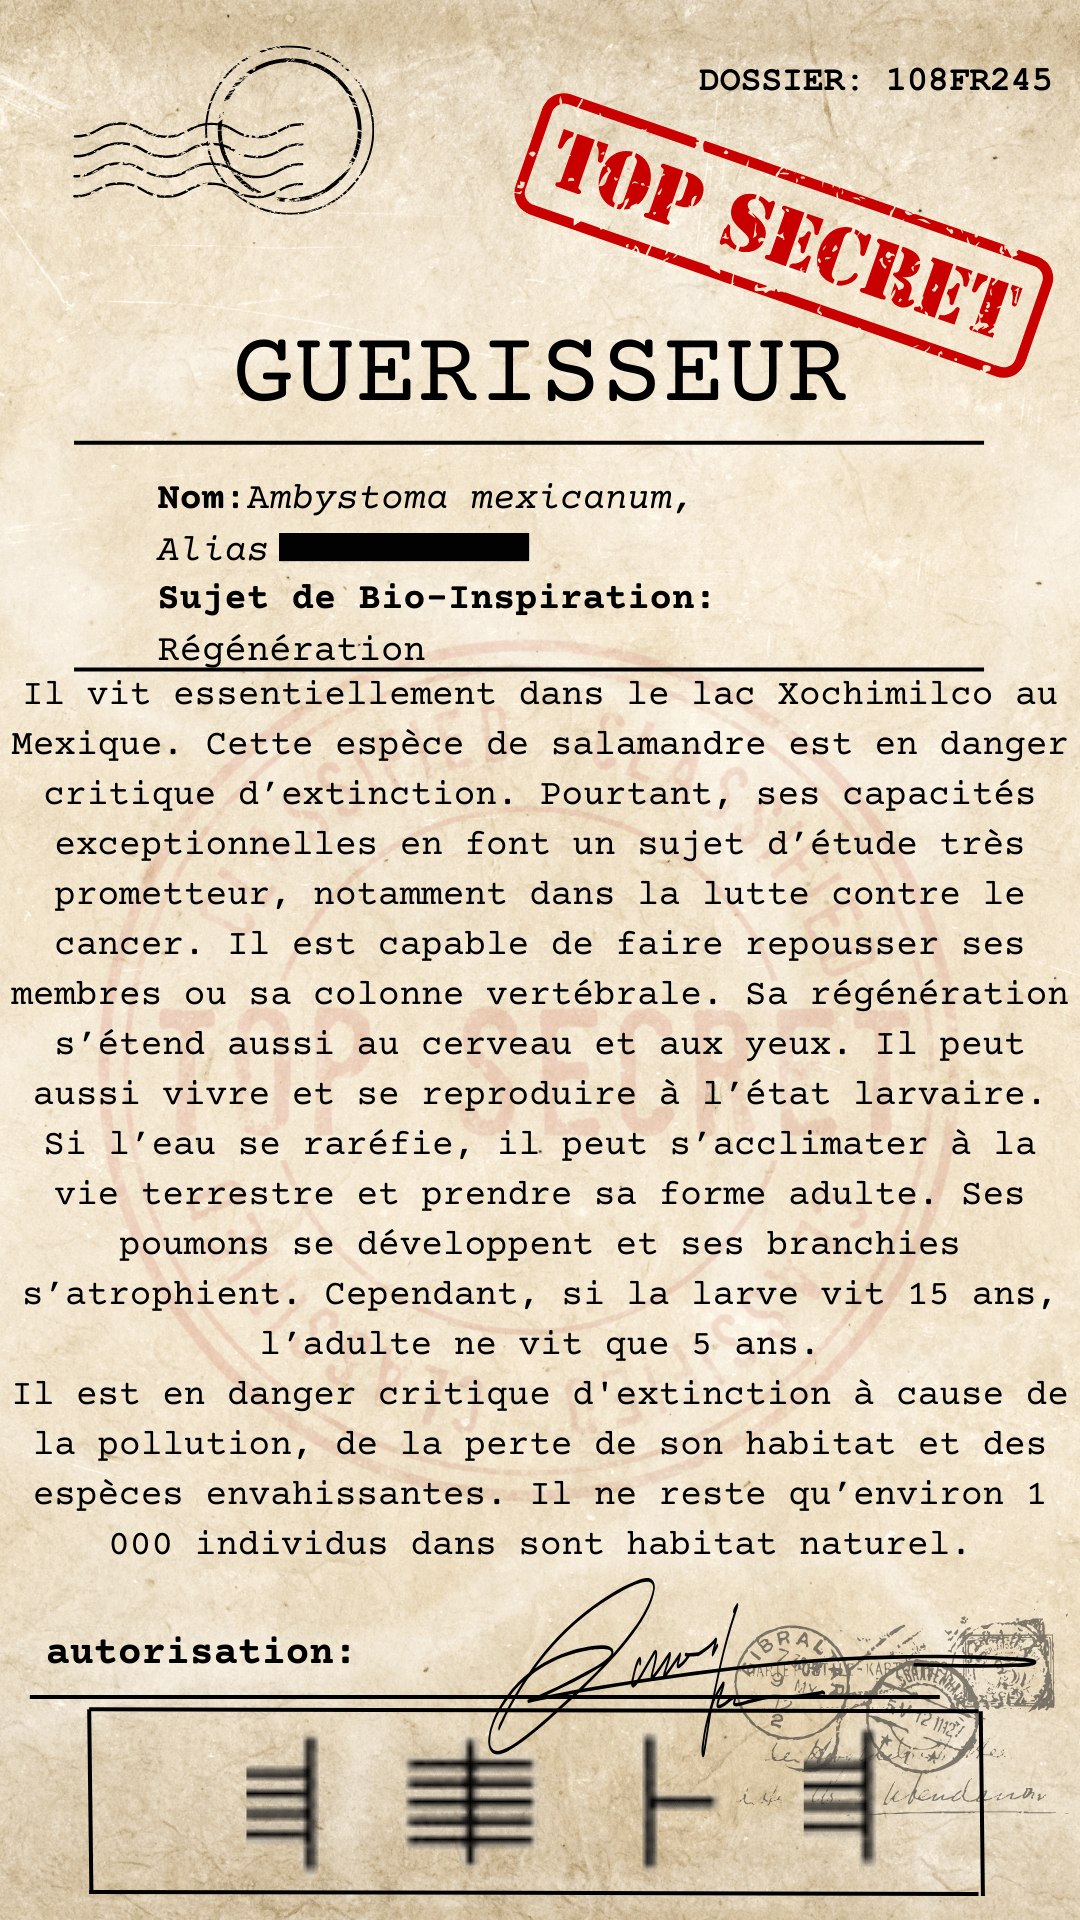 DOSSIER: 108FR245
TOP SECRET
GUERISSEUR
Nom:Ambystoma mexicanum,
Alias
Sujet de Bio-Inspiration:
Régénération
Il vit essentiellement dans le lac Xochimilco au
Mexique. Cette espèce de salamandre est en danger
critique d’extinction. Pourtant, ses capacités
exceptionnelles en font un sujet d’étude très
prometteur, notamment dans la lutte contre le
cancer. Il est capable de faire repousser ses
membres ou sa colonne vertébrale. Sa régénération
s’étend aussi au cerveau et aux yeux. Il peut
aussi vivre et se reproduire à l’état larvaire.
Si l’eau se raréfie, il peut s’acclimater à la
vie terrestre et prendre sa forme adulte. Ses
poumons se développent et ses branchies
s’atrophient. Cependant, si la larve vit 15 ans,
l’adulte ne vit que 5 ans.
Il est en danger critique d'extinction à cause de
la pollution, de la perte de son habitat et des
espèces envahissantes. Il ne reste qu’environ 1
000 individus dans sont habitat naturel.
CLASSIFIED CLASSIFIED
TOP SECRET
CLASSIFIED CLASSIFIED
autorisation: